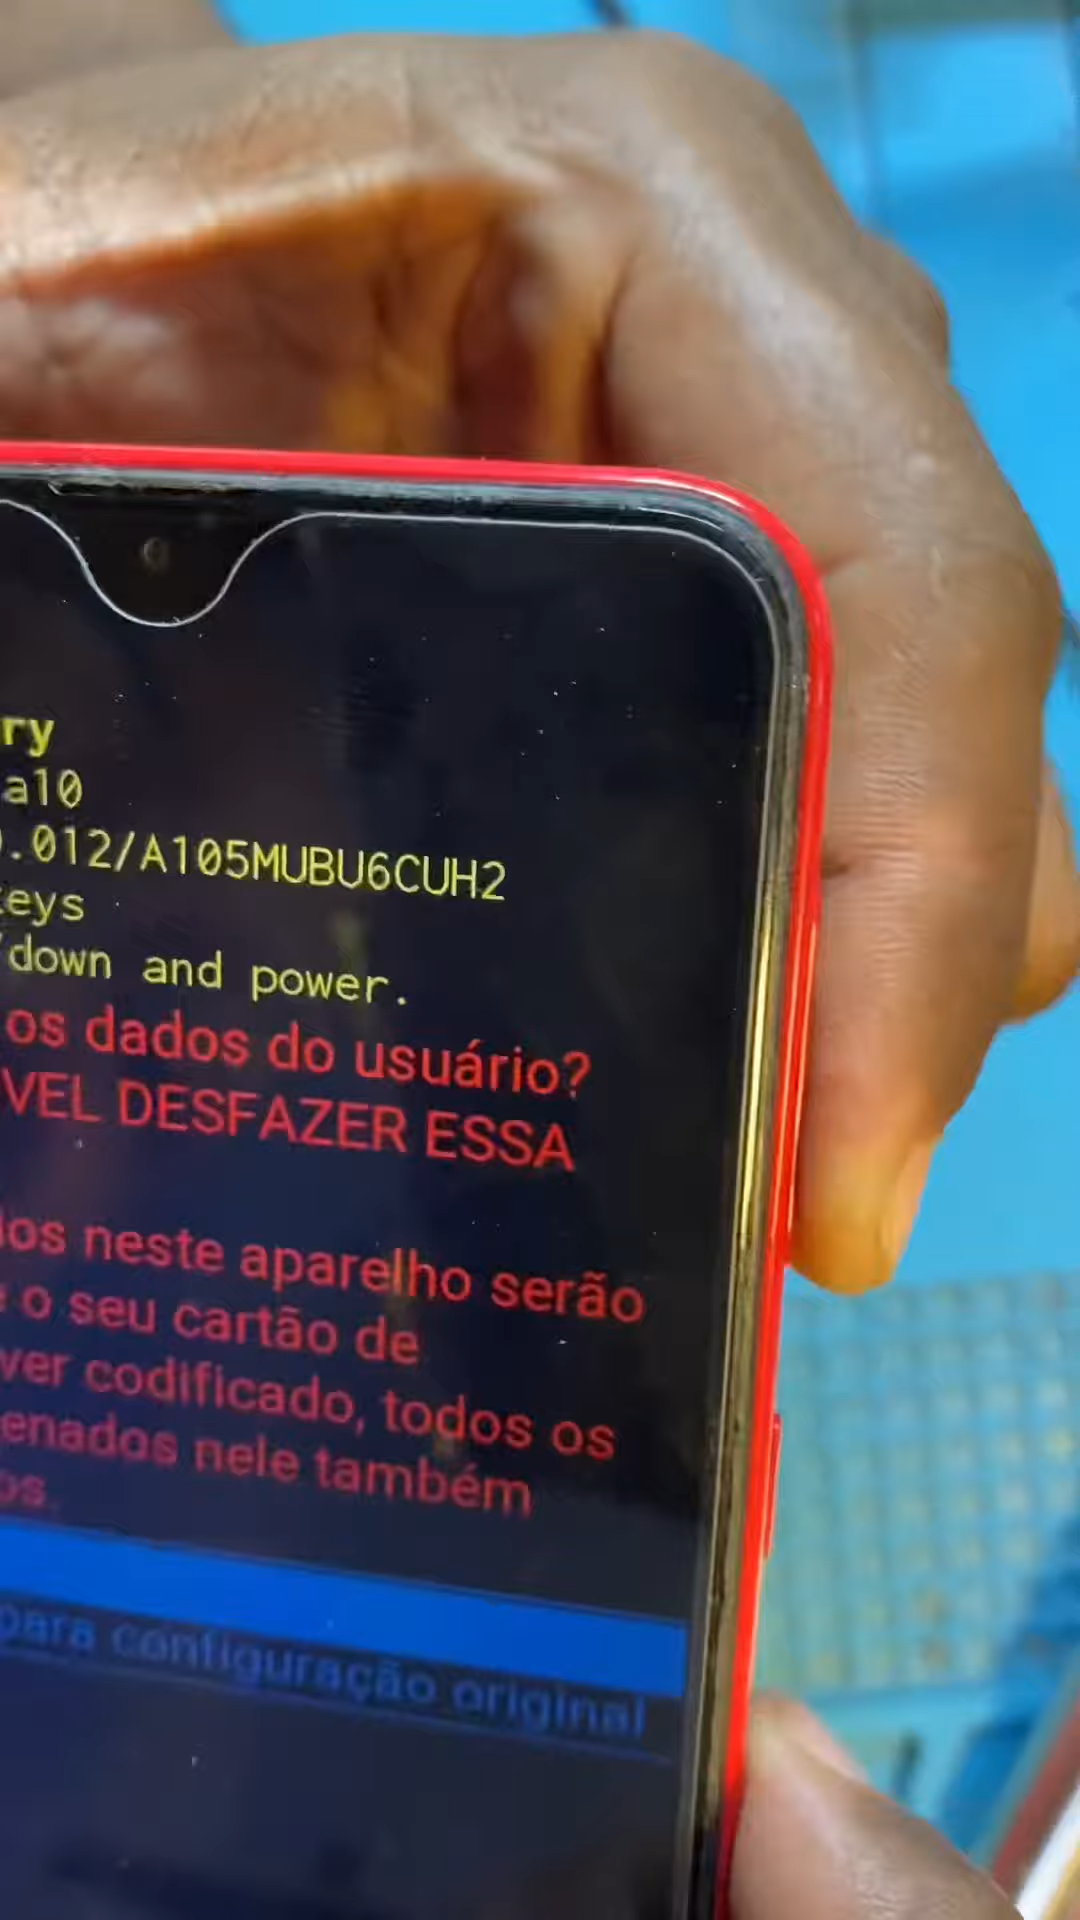 ry
a10
.012/A105MUBU6CUH2
keys
/down and power.
os dados do usuário?
VEL DESFAZER ESSA
dos neste aparelho serão
e o seu cartão de
ver codificado, todos os
enados nele também
os.
para configuração original